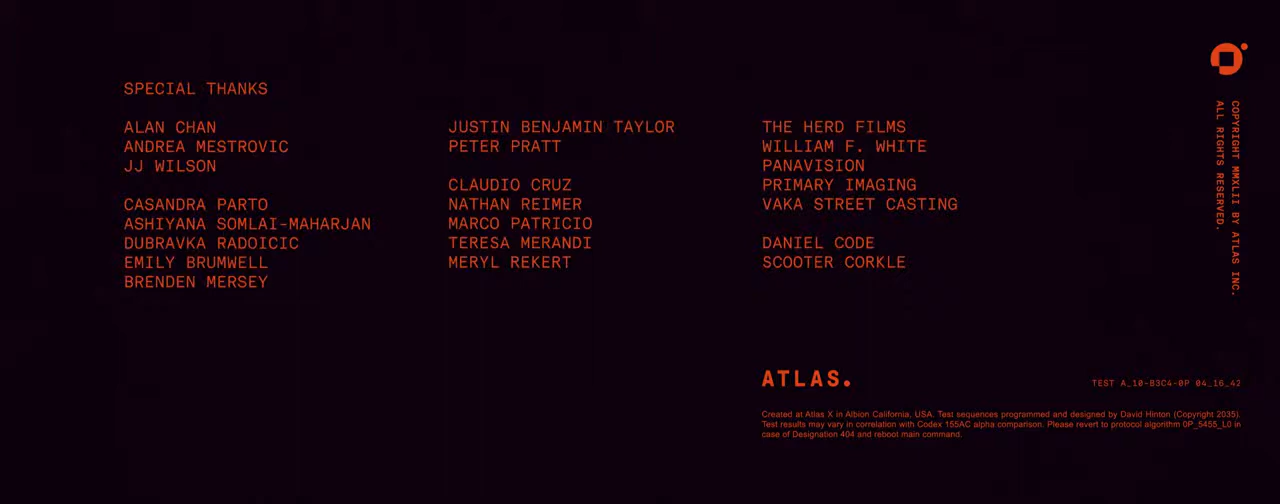 SPECIAL THANKS
ALAN CHAN
ANDREA MESTROVIC
JJ WILSON
CASANDRA PARTO
ASHIYANA SOMLAI-MAHARJAN
DUBRAVKA RADOICIC
EMILY BRUMWELL
BRENDEN MERSEY
JUSTIN BENJAMIN TAYLOR
PETER PRATT
CLAUDIO CRUZ
NATHAN REIMER
MARCO PATRICIO
TERESA MERANDI
MERYL REKERT
THE HERD FILMS
WILLIAM F. WHITE
PANAVISION
PRIMARY IMAGING
VAKA STREET CASTING
DANIEL CODE
SCOOTER CORKLE
COPYRIGHT MMXLII BY ATLAS INC.
ALL RIGHTS RESERVED.
ATLAS.
TEST A_10-B3C4-0P 04_16_42
Created at Atlas X in Albion California, USA. Test sequences programmed and designed by David Hinton (Copyright 2035).
Test results may vary in correlation with Codex 155AC alpha comparison. Please revert to protocol algorithm 0P_5455_L0 in
case of Designation 404 and reboot main command.